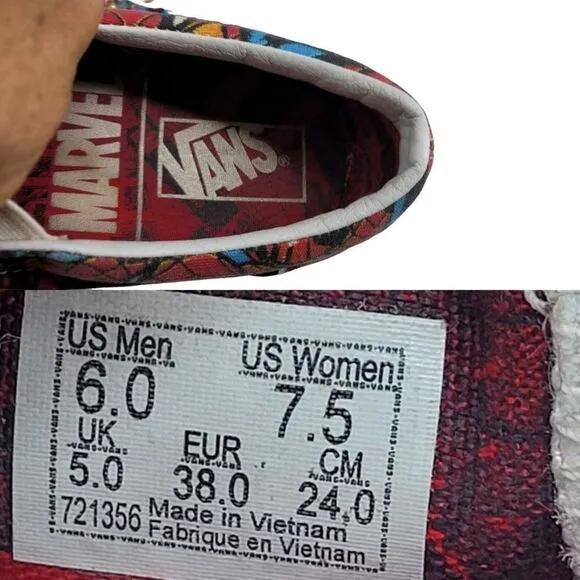 MARVEL
VANS®
US Men
6.0
US Women
7.5
UK
5.0
EUR
38.0
CM
24.0
721356 Made in Vietnam
Fabrique en Vietnam